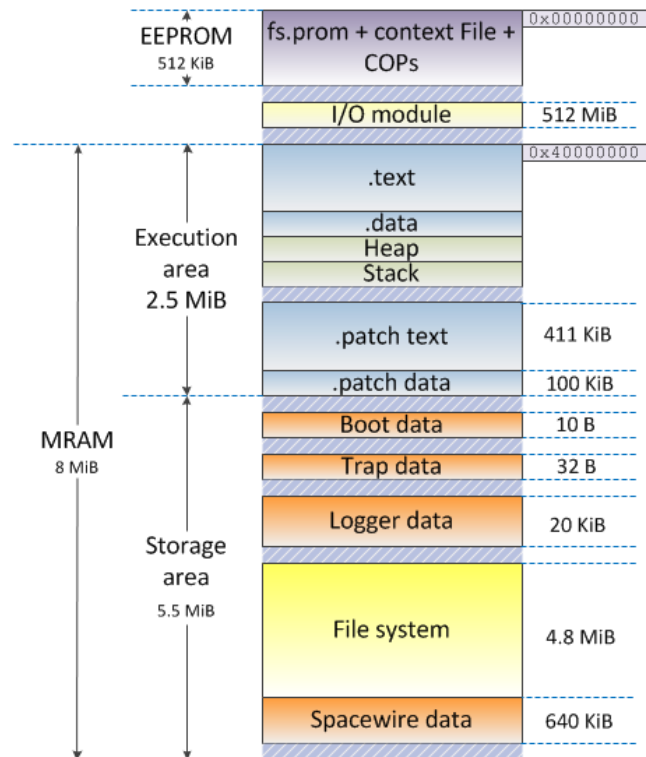 EEPROM
512 KiB
fs.prom + context File +
COPs
0x00000000
I/O module
512 MiB
0x40000000
MRAM
8 MiB
Execution
area
2.5 MiB
.text
.data
Heap
Stack
.patch text
411 KiB
.patch data
100 KiB
Storage
area
5.5 MiB
Boot data
10 B
Trap data
32 B
Logger data
20 KiB
File system
4.8 MiB
Spacewire data
640 KiB